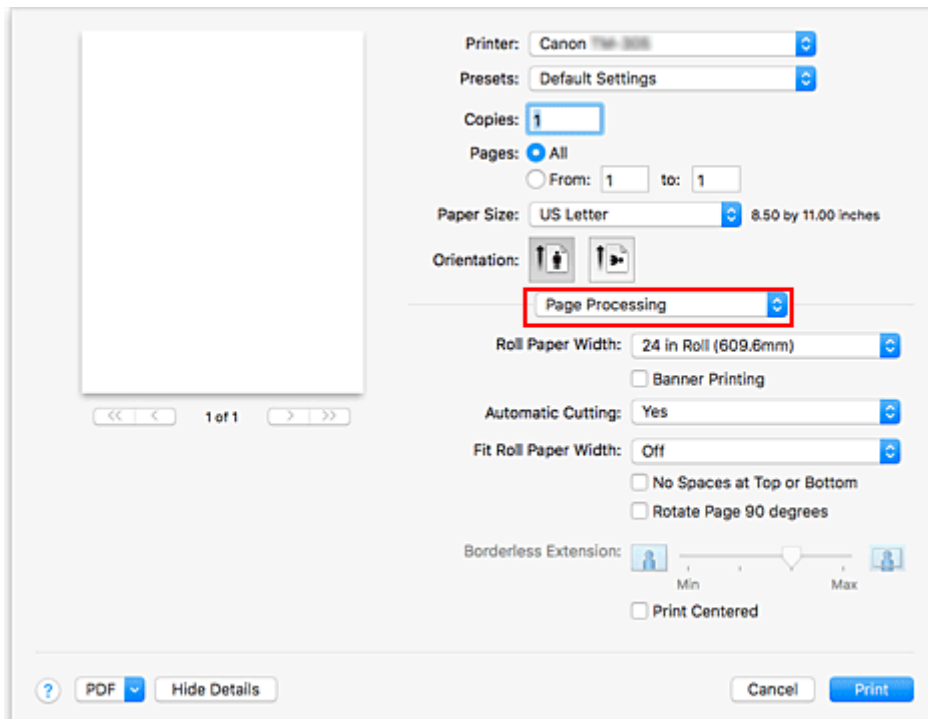 Printer: Canon
Presets: Default Settings
Copies: 1
Pages: All
From: 1 to: 1
Paper Size: US Letter 8.50 by 11.00 inches
Orientation:
Page Processing
Roll Paper Width: 24 in Roll (609.6mm)
Banner Printing
<< < 1 of 1 > >>
Automatic Cutting: Yes
Fit Roll Paper Width: Off
No Spaces at Top or Bottom
Rotate Page 90 degrees
Borderless Extension:
Min Max
Print Centered
? PDF Hide Details Cancel Print